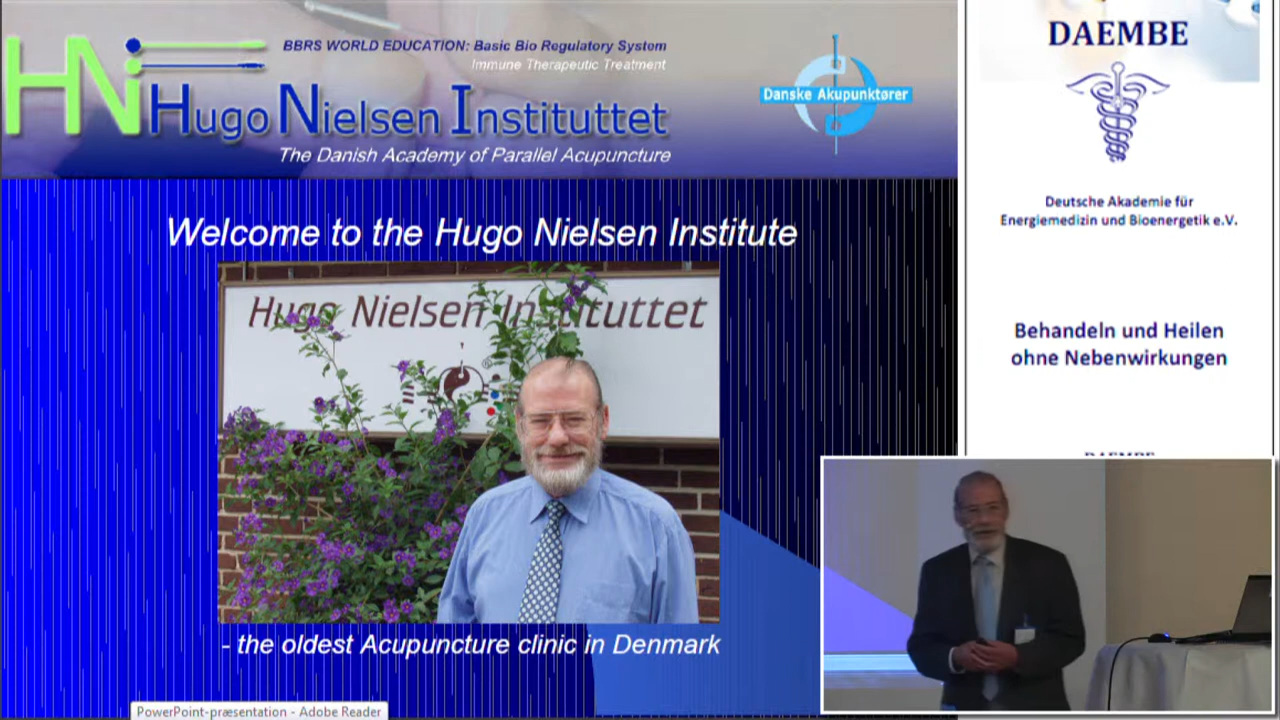 BBRS WORLD EDUCATION: Basic Bio Regulatory System
Immune Therapeutic Treatment
HNi
Hugo Nielsen Instituttet
The Danish Academy of Parallel Acupuncture
Danske Akupunktører
Welcome to the Hugo Nielsen Institute
Hugo Nielsen Instituttet
- the oldest Acupuncture clinic in Denmark
PowerPoint-præsentation - Adobe Reader
DAEMBE
Deutsche Akademie für
Energiemedizin und Bioenergetik e.V.
Behandeln und Heilen
ohne Nebenwirkungen
DAEMBE